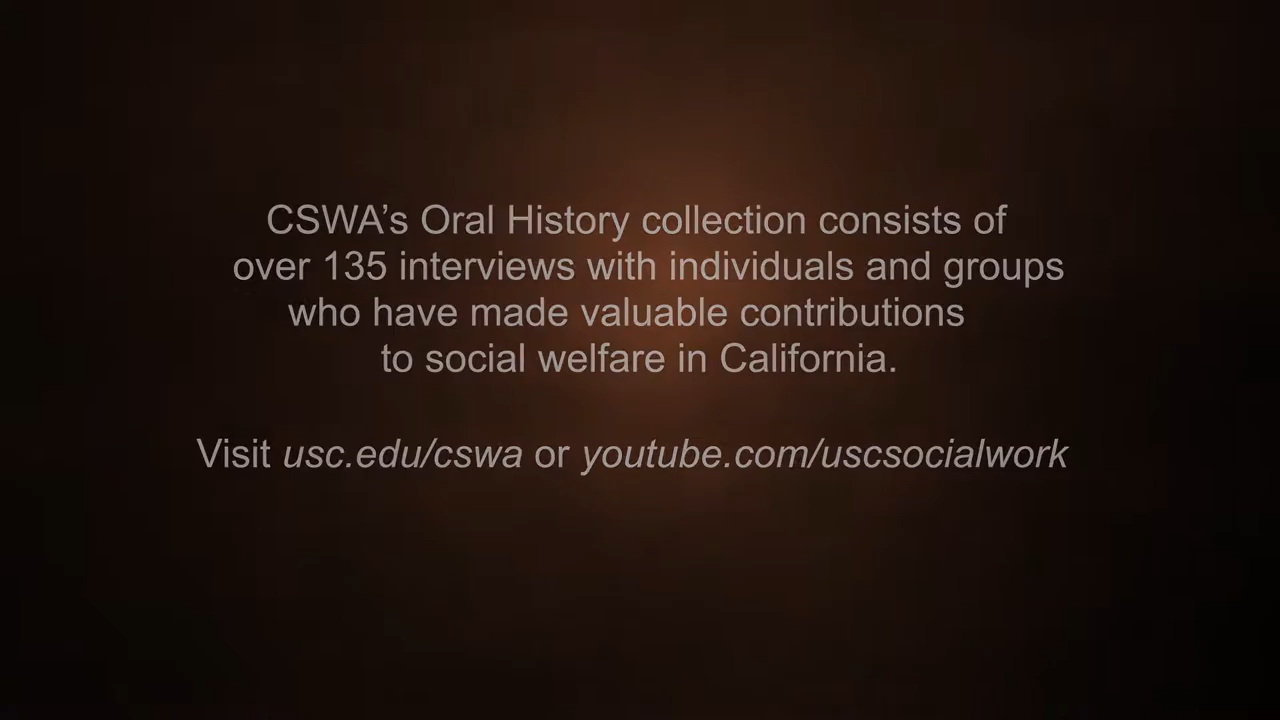 CSWA’s Oral History collection consists of
over 135 interviews with individuals and groups
who have made valuable contributions
to social welfare in California.
Visit usc.edu/cswa or youtube.com/uscsocialwork